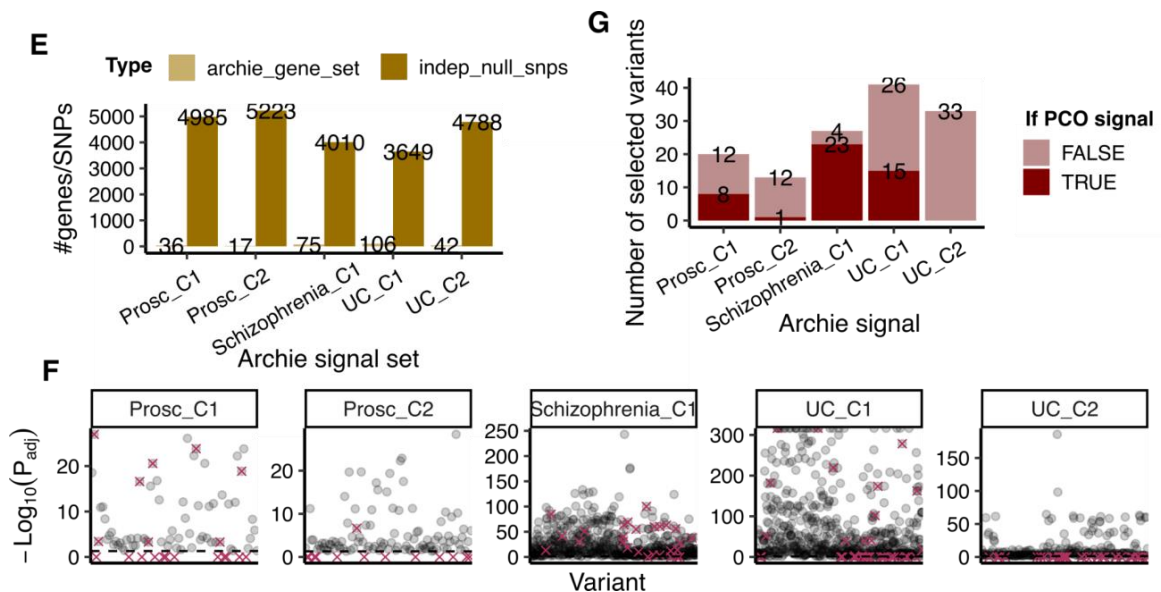 E
Type archie_gene_set indep_null_snps
#genes/SNPs
5000
4000
3000
2000
1000
0
36 4985 17 5223 75 4010 106 3649 42 4788
Prosc_C1 Prosc_C2 Schizophrenia_C1 UC_C1 UC_C2
Archie signal set
G
Number of selected variants
40
30
20
10
0
12 8 12 1 4 23 26 15 33
Prosc_C1 Prosc_C2 Schizophrenia_C1 UC_C1 UC_C2
Archie signal
If PCO signal
FALSE
TRUE
F
−Log10(Padj)
Prosc_C1
20
10
0
Prosc_C2
20
10
0
Schizophrenia_C1
250
200
150
100
50
0
UC_C1
300
200
100
0
UC_C2
150
100
50
0
Variant